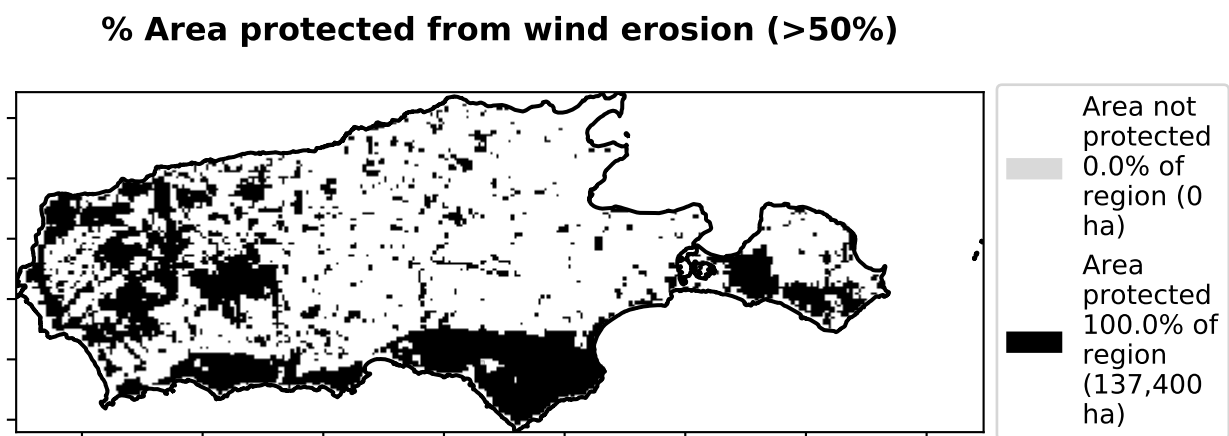 % Area protected from wind erosion (>50%)
Area not
protected
0.0% of
region (0
ha)
Area
protected
100.0% of
region
(137,400
ha)